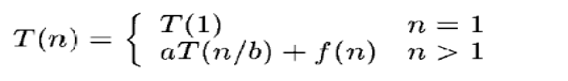 T(n) = { T(1) n = 1
aT(n/b) + f(n) n > 1